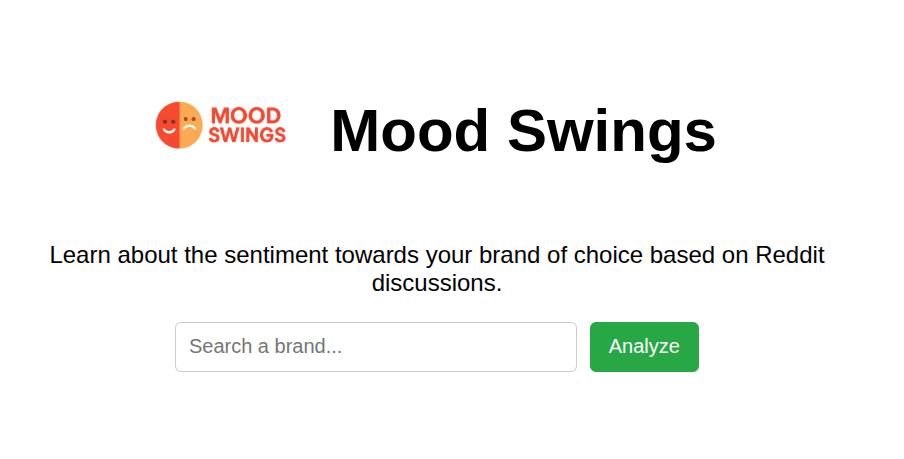 MOOD
SWINGS
Mood Swings
Learn about the sentiment towards your brand of choice based on Reddit
discussions.
Search a brand...
Analyze